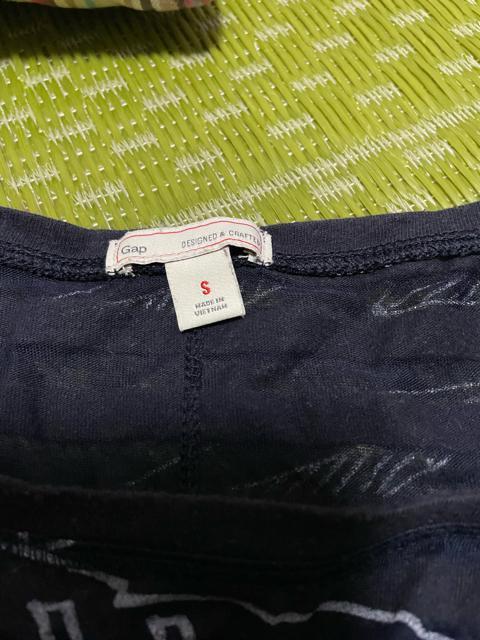 Gap
DESIGNED & CRAFTED
S
MADE IN
VIETNAM